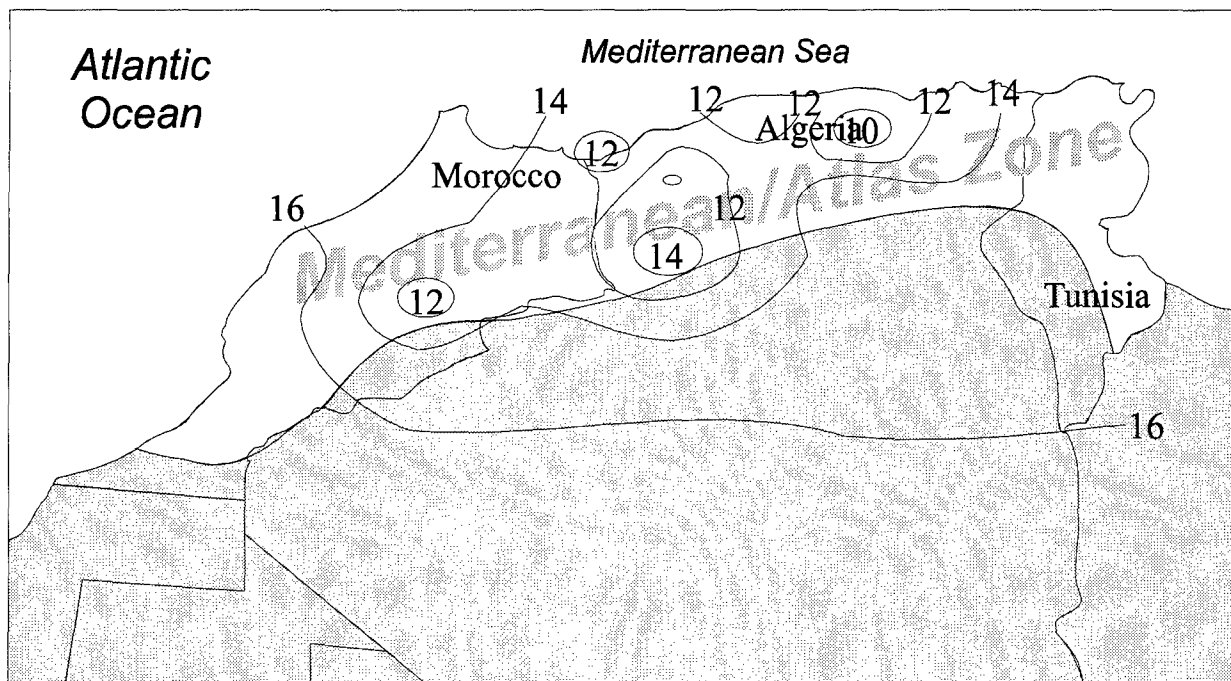 Atlantic
Ocean
Mediterranean Sea
14
12
12
12
14
Algeria
10
12
Morocco
Mediterranean/Atlas Zone
16
12
14
12
Tunisia
16